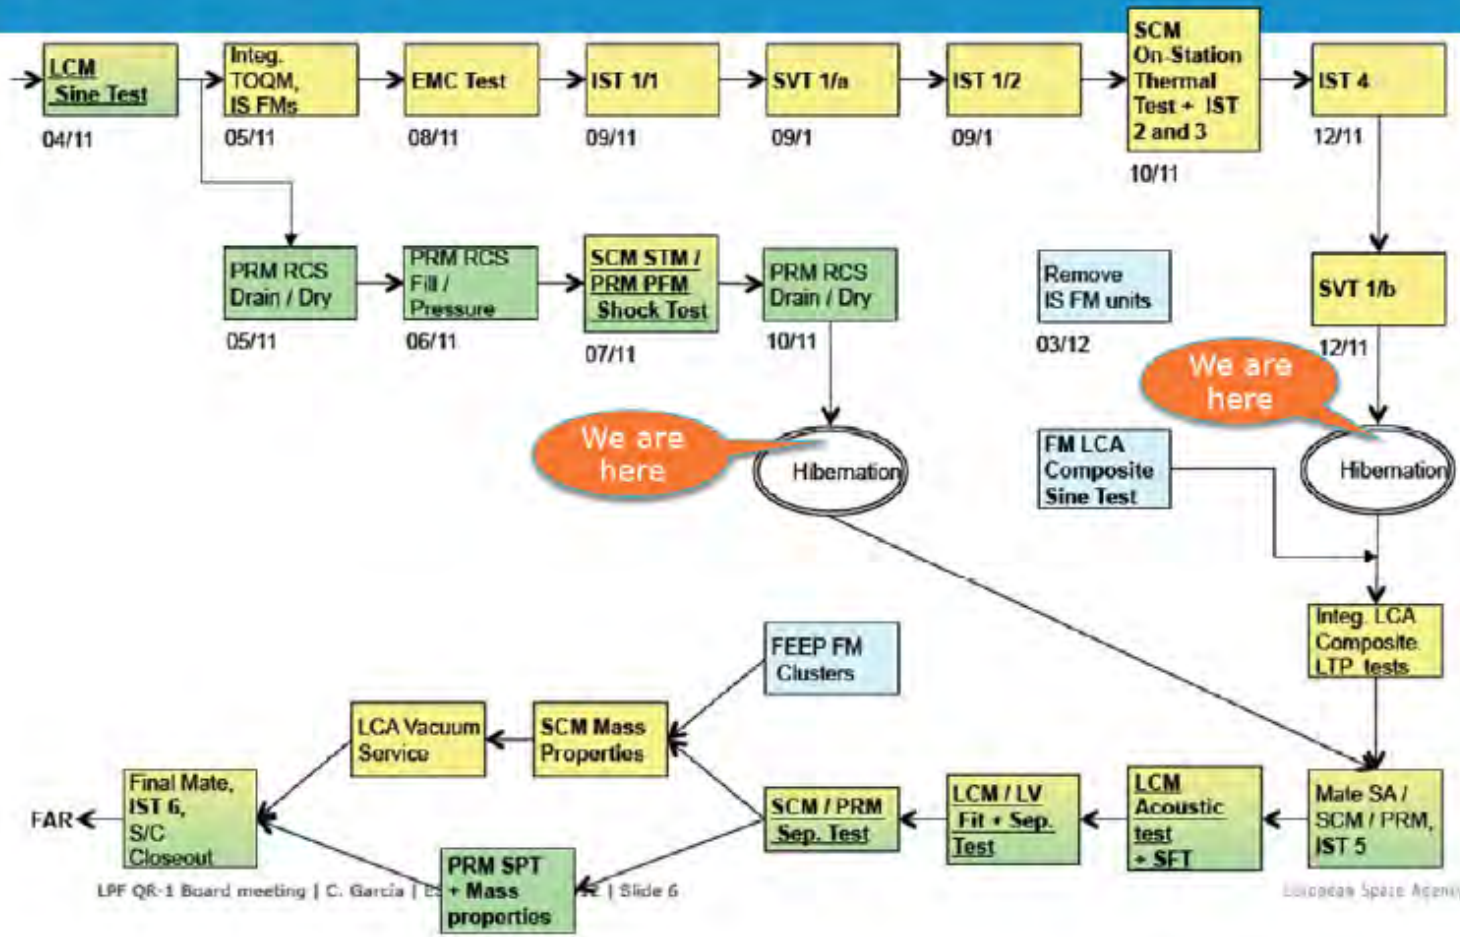 LCM
Sine Test
04/11
Integ.
TOQM,
IS FMs
05/11
EMC Test
08/11
IST 1/1
09/11
SVT 1/a
09/1
IST 1/2
09/1
SCM
On-Station
Thermal
Test + IST
2 and 3
10/11
IST 4
12/11
PRM RCS
Drain / Dry
05/11
PRM RCS
Fill /
Pressure
06/11
SCM STM /
PRM PFM
Shock Test
07/11
PRM RCS
Drain / Dry
10/11
Remove
IS FM units
03/12
SVT 1/b
12/11
We are
here
Hibernation
We are
here
FM LCA
Composite
Sine Test
Hibernation
Integ. LCA
Composite
LTP tests
FEEP FM
Clusters
LCA Vacuum
Service
SCM Mass
Properties
FAR
Final Mate,
IST 6,
S/C
Closeout
PRM SPT
+ Mass
properties
SCM / PRM
Sep. Test
LCM / LV
Fit + Sep.
Test
LCM
Acoustic
test
+ SFT
Mate SA /
SCM / PRM,
IST 5
LPF QR-1 Board meeting | C. Garcia | | Slide 6
European Space Agency